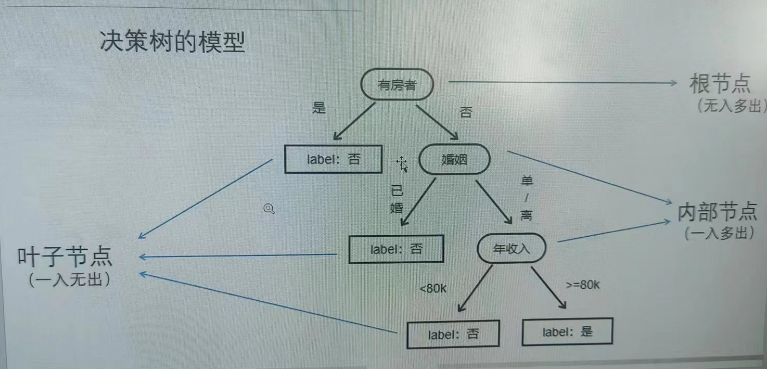 决策树的模型
有房者
根节点
(无入多出)
是
否
label：否
婚姻
已
婚
单
/
离
内部节点
(一入多出)
label：否
年收入
叶子节点
(一入无出)
<80k
>=80k
label：否
label：是